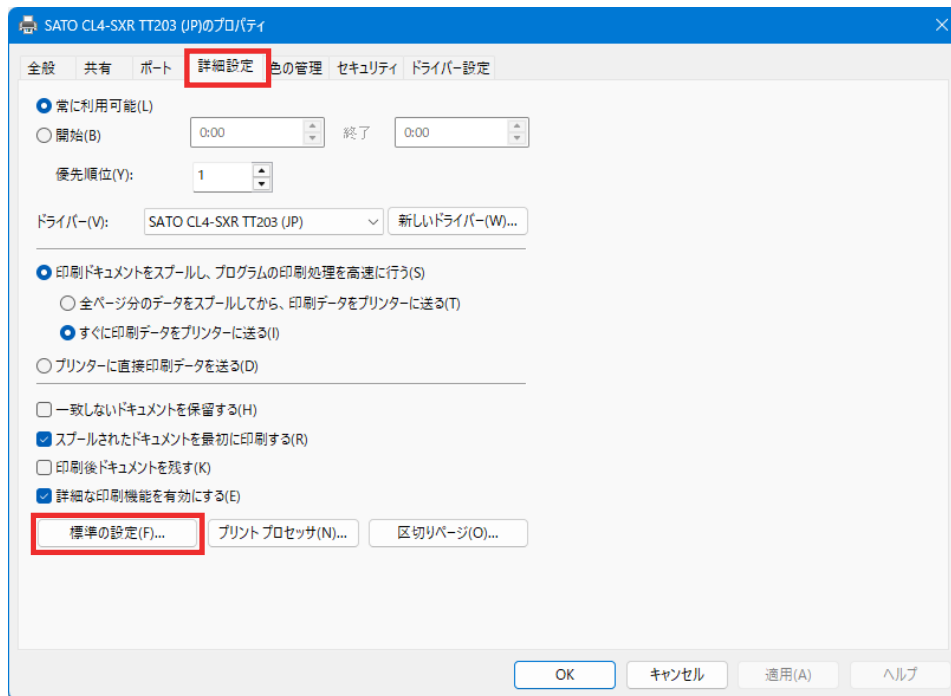 SATO CL4-SXR TT203 (JP)のプロパティ
全般 共有 ポート 詳細設定 色の管理 セキュリティ ドライバー設定
常に利用可能(L)
開始(B) 0:00 終了 0:00
優先順位(Y): 1
ドライバー(V): SATO CL4-SXR TT203 (JP) 新しいドライバー(W)...
印刷ドキュメントをスプールし、プログラムの印刷処理を高速に行う(S)
全ページ分のデータをスプールしてから、印刷データをプリンターに送る(T)
すぐに印刷データをプリンターに送る(I)
プリンターに直接印刷データを送る(D)
一致しないドキュメントを保留する(H)
スプールされたドキュメントを最初に印刷する(R)
印刷後ドキュメントを残す(K)
詳細な印刷機能を有効にする(E)
標準の設定(F)... プリント プロセッサ(N)... 区切りページ(O)...
OK キャンセル 適用(A) ヘルプ